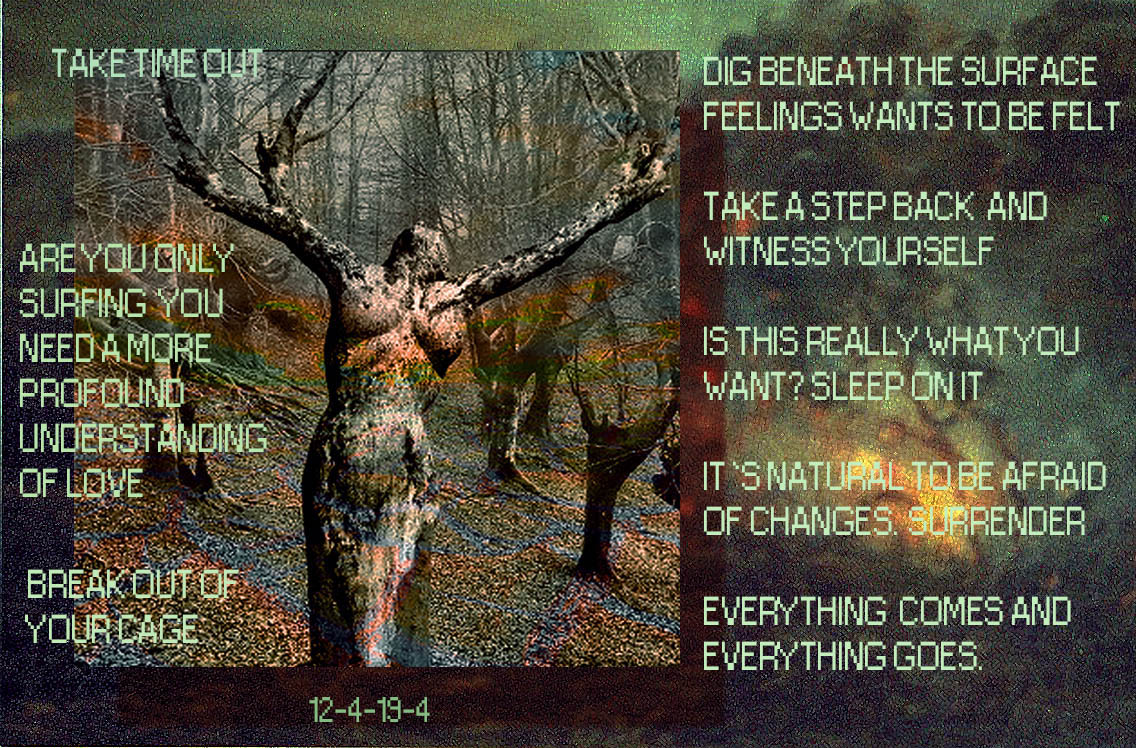 TAKE TIME OUT
ARE YOU ONLY
SURFING 'YOU
NEED A MORE
PROFOUND
UNDERSTANDING
OF LOVE
BREAK OUT OF
YOUR CAGE
DIG BENEATH THE SURFACE
FEELINGS WANTS TO BE FELT
TAKE A STEP BACK AND
WITNESS YOURSELF
IS THIS REALLY WHAT YOU
WANT? SLEEP ON IT
IT `S NATURAL TO BE AFRAID
OF CHANGES. SURRENDER
EVERYTHING COMES AND
EVERYTHING GOES.
12-4-19-4